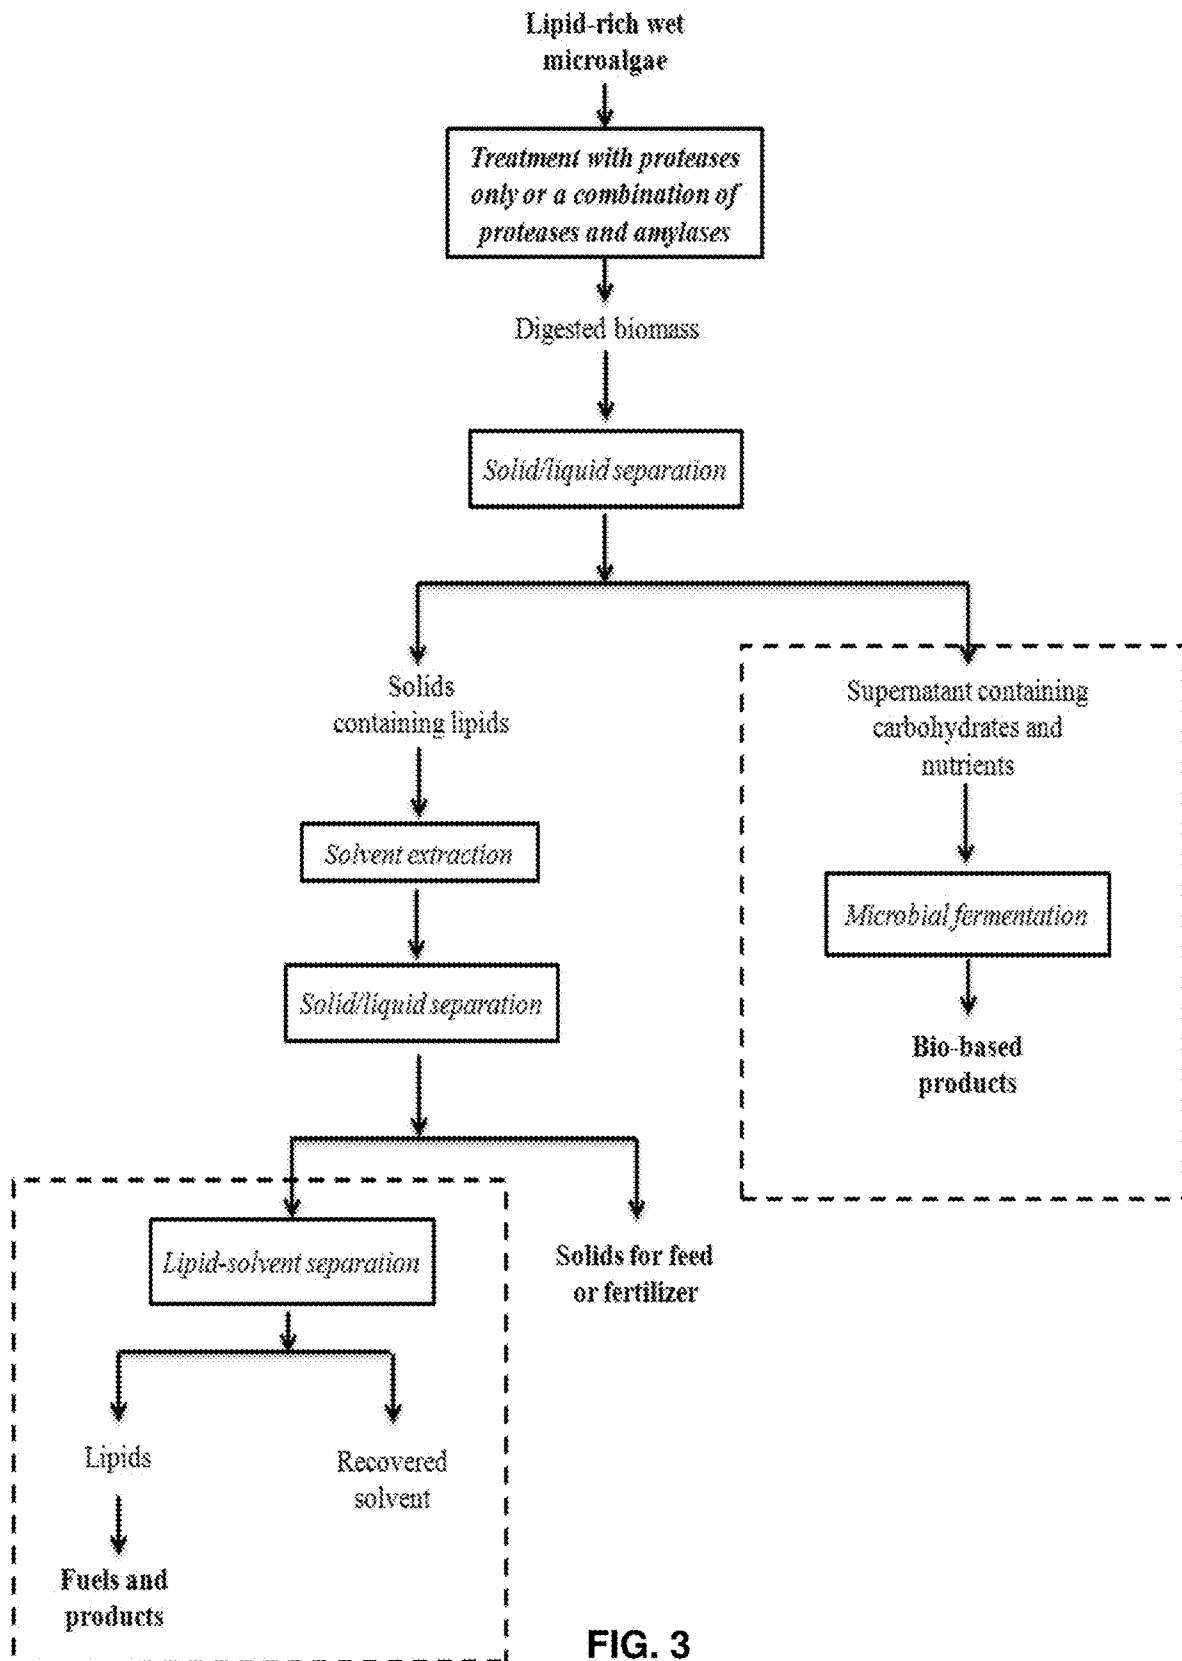 Lipid-rich wet
microalgae
Treatment with proteases
only or a combination of
proteases and amylases
Digested biomass
Solid/liquid separation
Solids
containing lipids
Supernatant containing
carbohydrates and
nutrients
Solvent extraction
Microbial fermentation
Solid/liquid separation
Bio-based
products
Lipid-solvent separation
Solids for feed
or fertilizer
Lipids
Recovered
solvent
Fuels and
products
FIG. 3